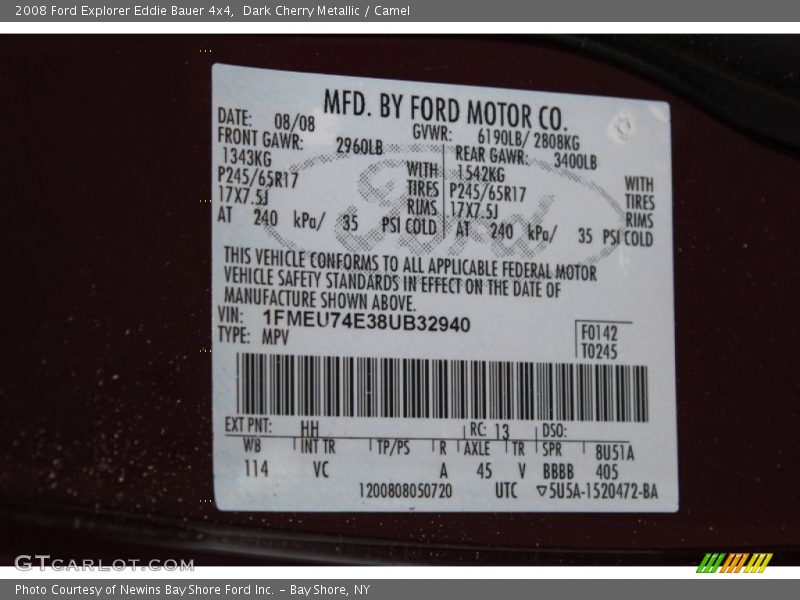 2008 Ford Explorer Eddie Bauer 4x4, Dark Cherry Metallic / Camel
MFD. BY FORD MOTOR CO.
DATE: 08/08 GVWR: 6190LB/ 2808KG
FRONT GAWR: 2960LB REAR GAWR: 3400LB
1343KG WITH 1542KG WITH
P245/65R17 TIRES P245/65R17 TIRES
17X7.5J RIMS 17X7.5J RIMS
AT 240 kPa/ 35 PSI COLD AT 240 kPa/ 35 PSI COLD
Ford
THIS VEHICLE CONFORMS TO ALL APPLICABLE FEDERAL MOTOR
VEHICLE SAFETY STANDARDS IN EFFECT ON THE DATE OF
MANUFACTURE SHOWN ABOVE.
VIN: 1FMEU74E38UB32940
TYPE: MPV
F0142
T0245
EXT PNT: HH RC: 13 DSO:
WB INT TR TP/PS R AXLE TR SPR 8U51A
114 VC A 45 V BBBB 405
1200808050720 UTC ▽5U5A-1520472-BA
GTCARLOT.COM
Photo Courtesy of Newins Bay Shore Ford Inc. - Bay Shore, NY